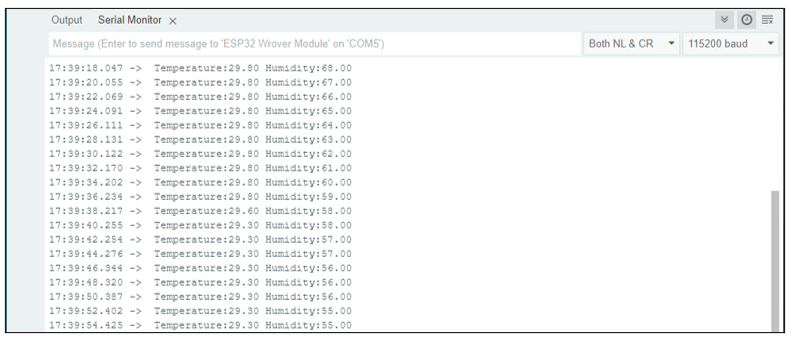 Output Serial Monitor ×
Message (Enter to send message to 'ESP32 Wrover Module' on 'COM5') Both NL & CR 115200 baud
17:39:18.047 -> Temperature:29.80 Humidity:68.00
17:39:20.055 -> Temperature:29.80 Humidity:67.00
17:39:22.069 -> Temperature:29.80 Humidity:66.00
17:39:24.091 -> Temperature:29.80 Humidity:65.00
17:39:26.111 -> Temperature:29.80 Humidity:64.00
17:39:28.131 -> Temperature:29.80 Humidity:63.00
17:39:30.122 -> Temperature:29.80 Humidity:62.00
17:39:32.170 -> Temperature:29.80 Humidity:61.00
17:39:34.202 -> Temperature:29.80 Humidity:60.00
17:39:36.234 -> Temperature:29.80 Humidity:59.00
17:39:38.217 -> Temperature:29.60 Humidity:58.00
17:39:40.255 -> Temperature:29.30 Humidity:58.00
17:39:42.254 -> Temperature:29.30 Humidity:57.00
17:39:44.276 -> Temperature:29.30 Humidity:57.00
17:39:46.344 -> Temperature:29.30 Humidity:56.00
17:39:48.320 -> Temperature:29.30 Humidity:56.00
17:39:50.387 -> Temperature:29.30 Humidity:56.00
17:39:52.402 -> Temperature:29.30 Humidity:55.00
17:39:54.425 -> Temperature:29.30 Humidity:55.00